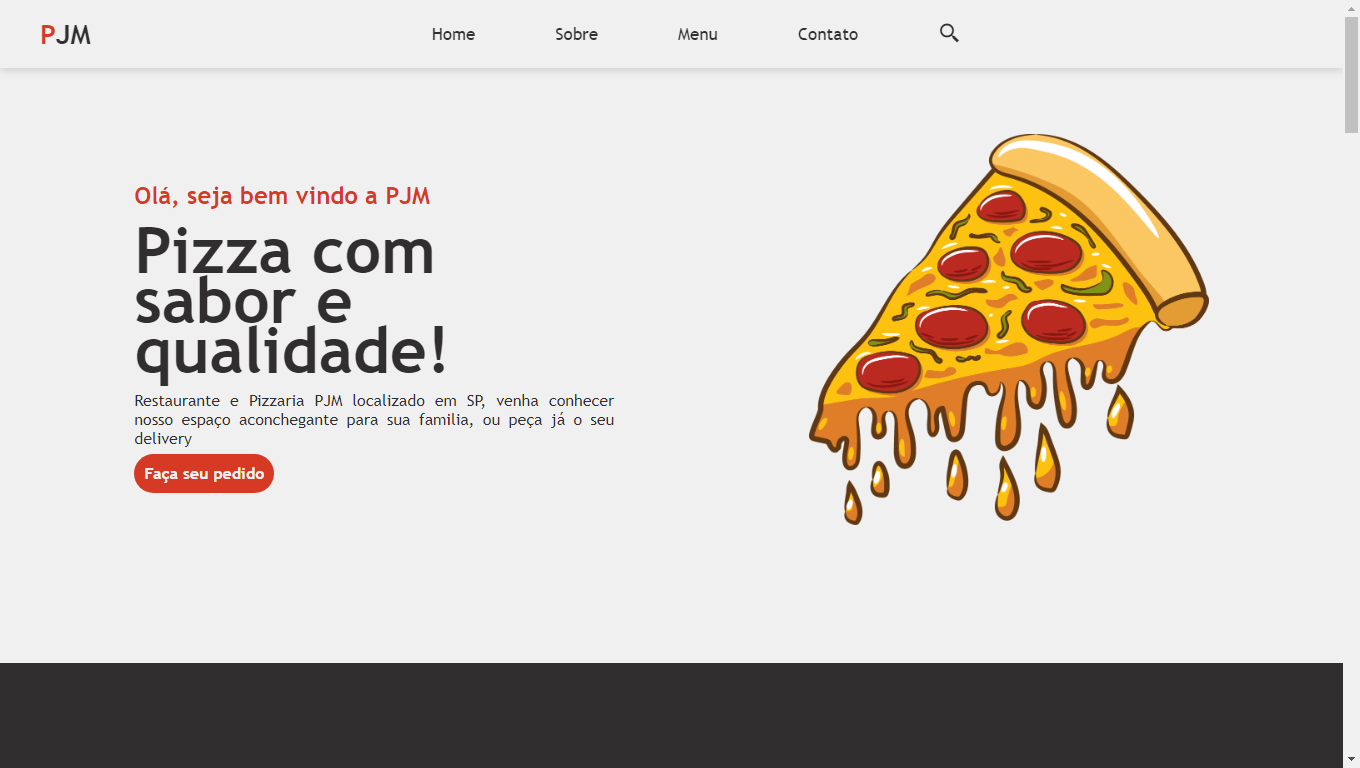 PJM
Home
Sobre
Menu
Contato
Olá, seja bem vindo a PJM
Pizza com
sabor e
qualidade!
Restaurante e Pizzaria PJM localizado em SP, venha conhecer
nosso espaço aconchegante para sua familia, ou peça já o seu
delivery
Faça seu pedido